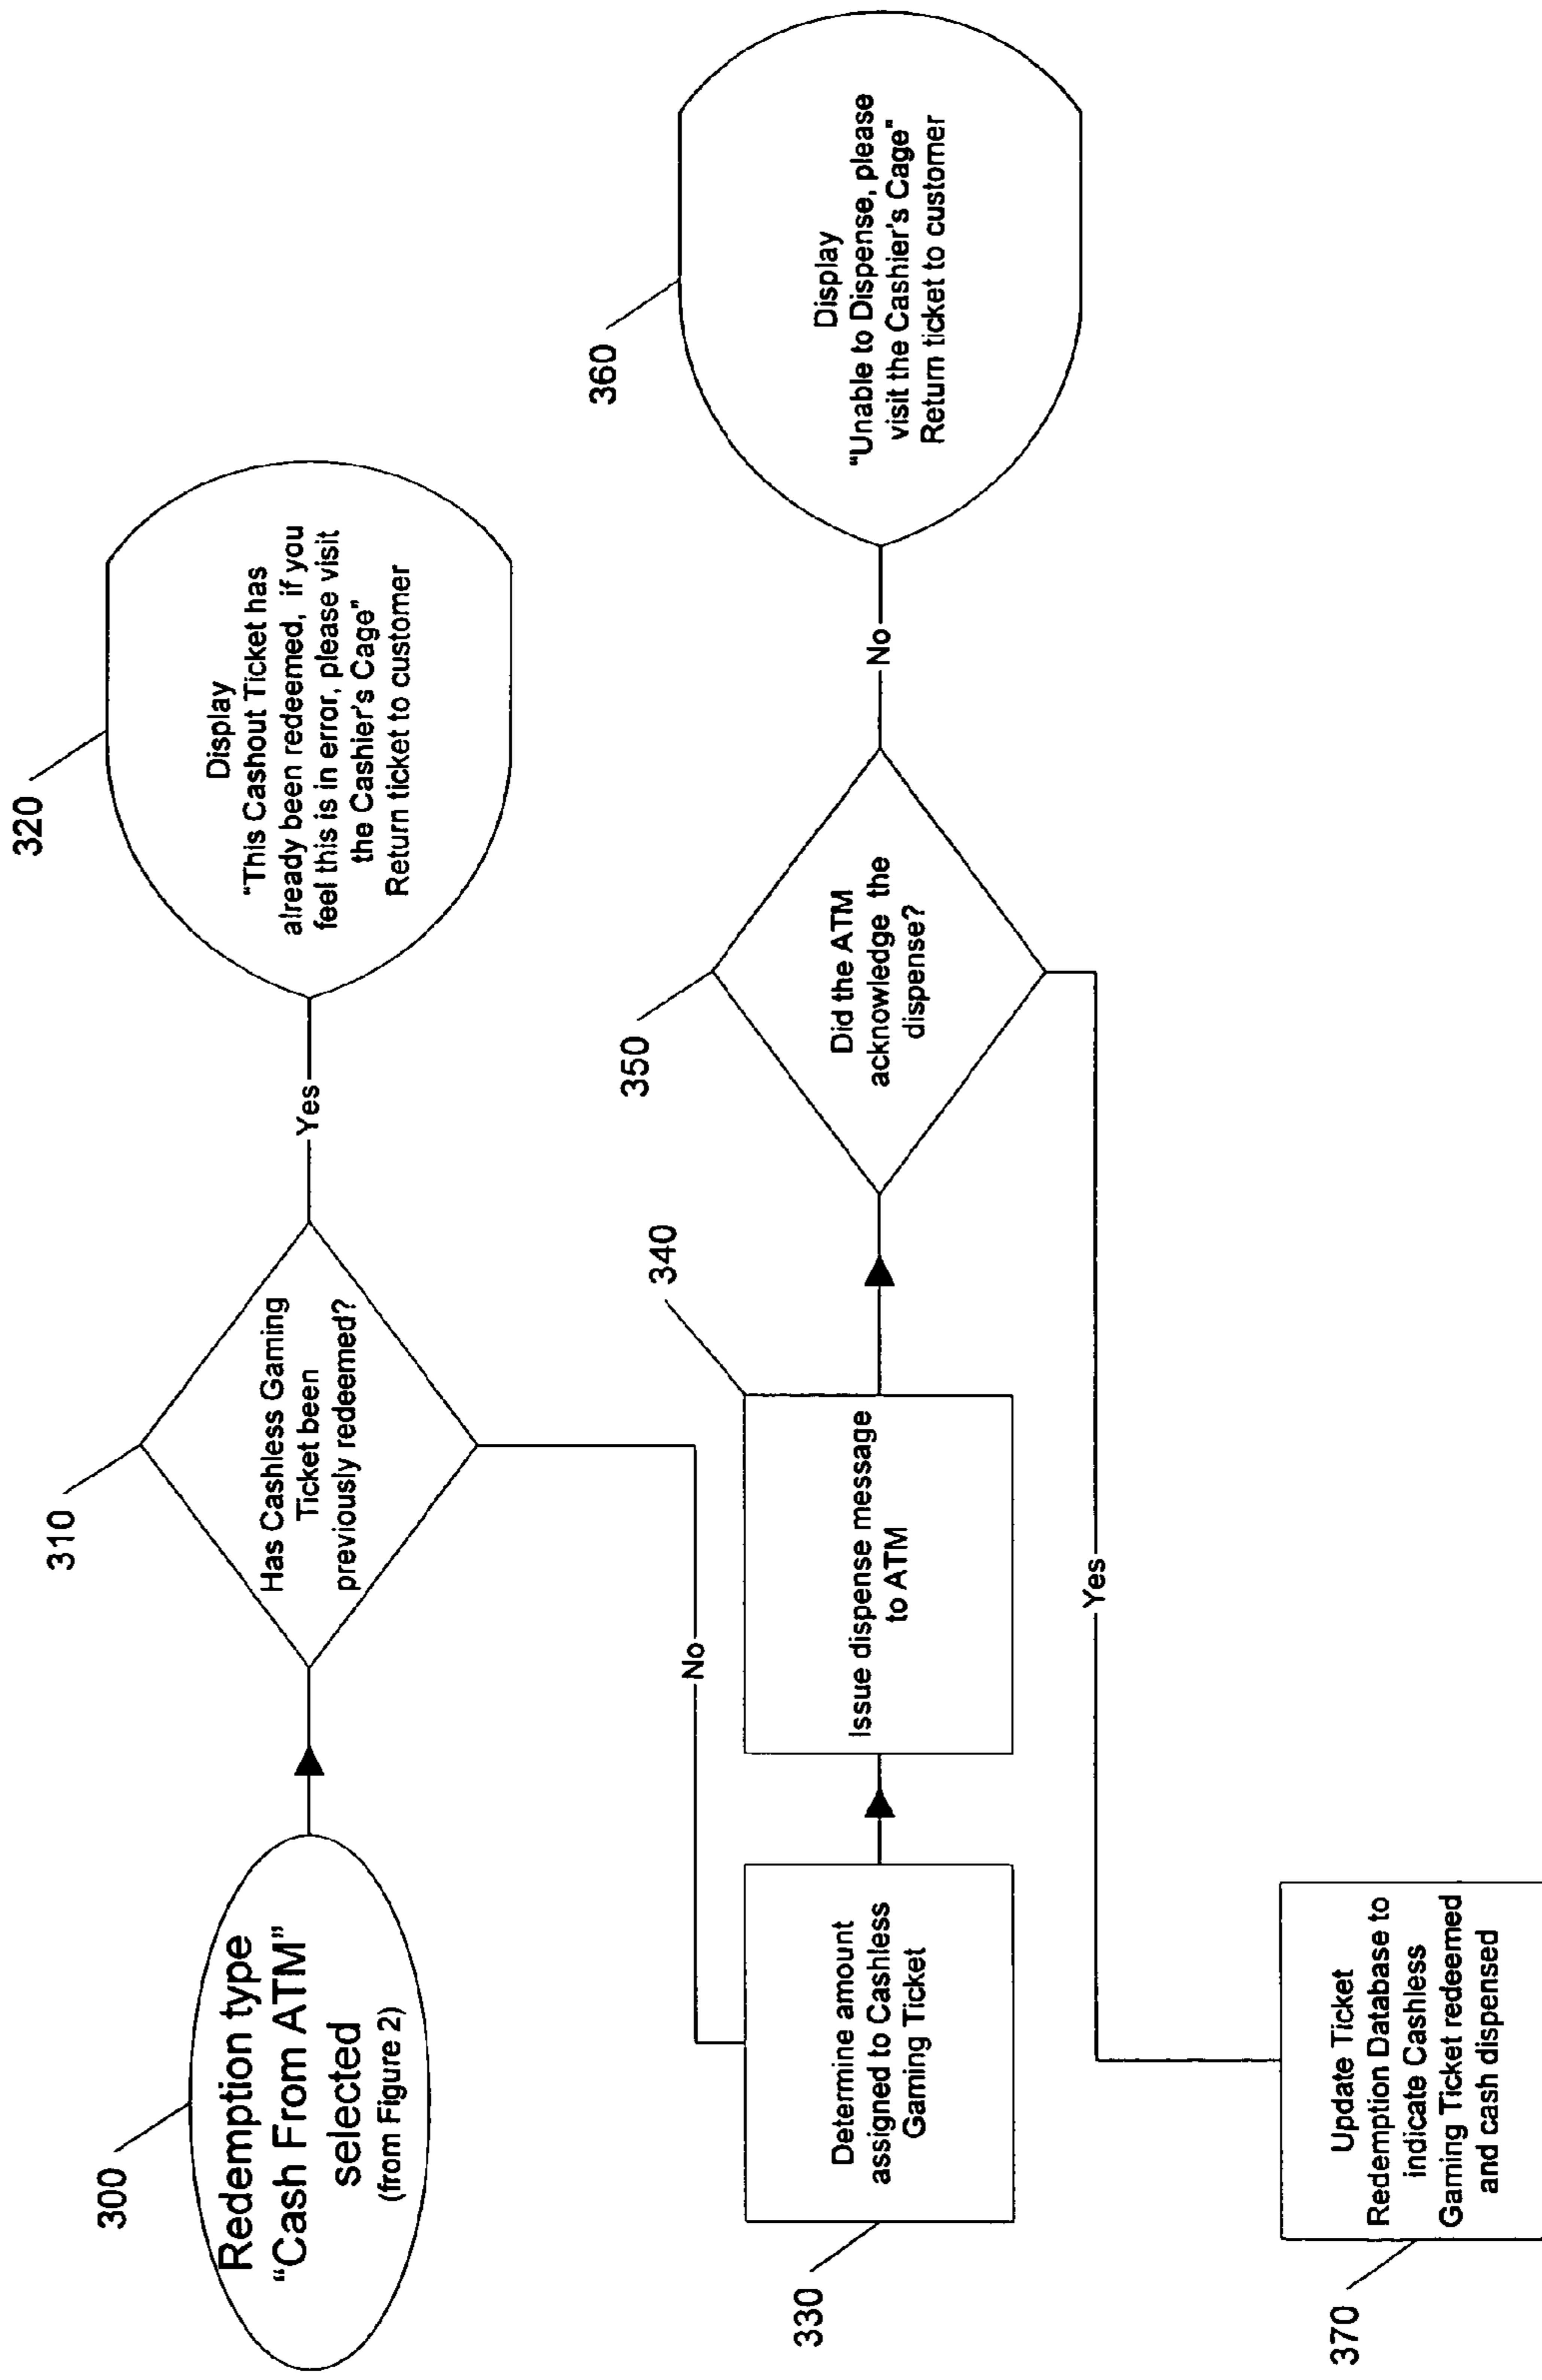 300
Redemption type
“Cash From ATM”
selected
(from Figure 2)
310
Has Cashless Gaming
Ticket been
previously redeemed?
Yes
320
Display
“This Cashout Ticket has
already been redeemed, if you
feel this is in error, please visit
the Cashier's Cage”
Return ticket to customer
No
330
Determine amount
assigned to Cashless
Gaming Ticket
340
Issue dispense message
to ATM
350
Did the ATM
acknowledge the
dispense?
No
360
Display
“Unable to Dispense, please
visit the Cashier's Cage"
Return ticket to customer
Yes
370
Update Ticket
Redemption Database to
indicate Cashless
Gaming Ticket redeemed
and cash dispensed